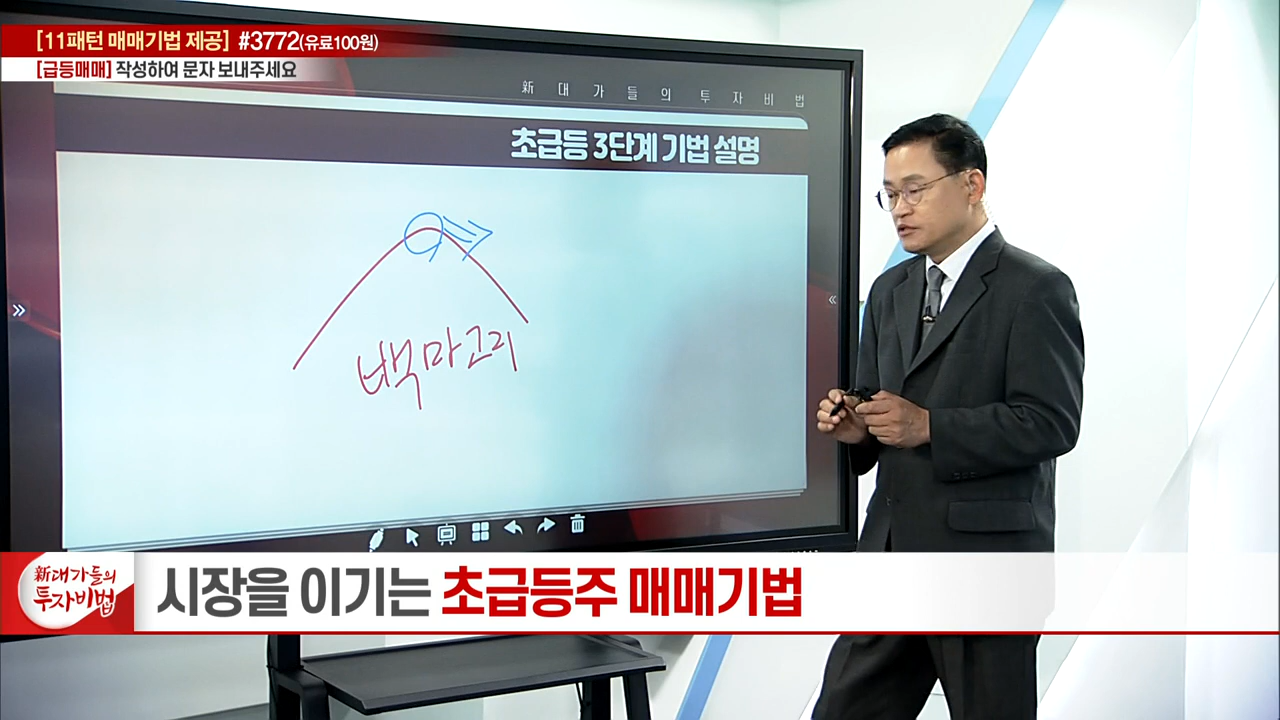 [11패턴 매매기법 제공] #3772(유료100원)
[급등매매] 작성하여 문자 보내주세요
新 대 가 들 의 투 자 비 법
초급등 3단계 기법 설명
백마고리
新대가들의
투자비법
시장을 이기는 초급등주 매매기법